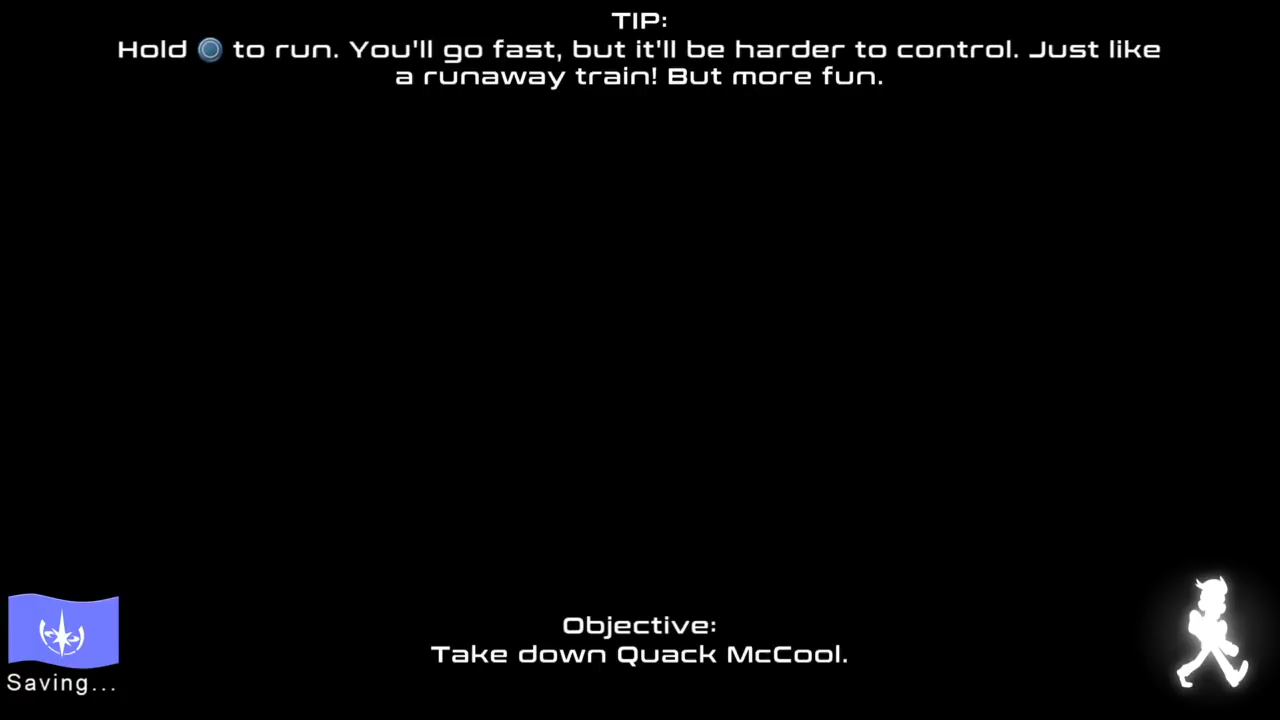 TIP:
Hold to run. You'll go fast, but it'll be harder to control. Just like
a runaway train! But more fun.
Objective:
Take down Quack McCool.
Saving...